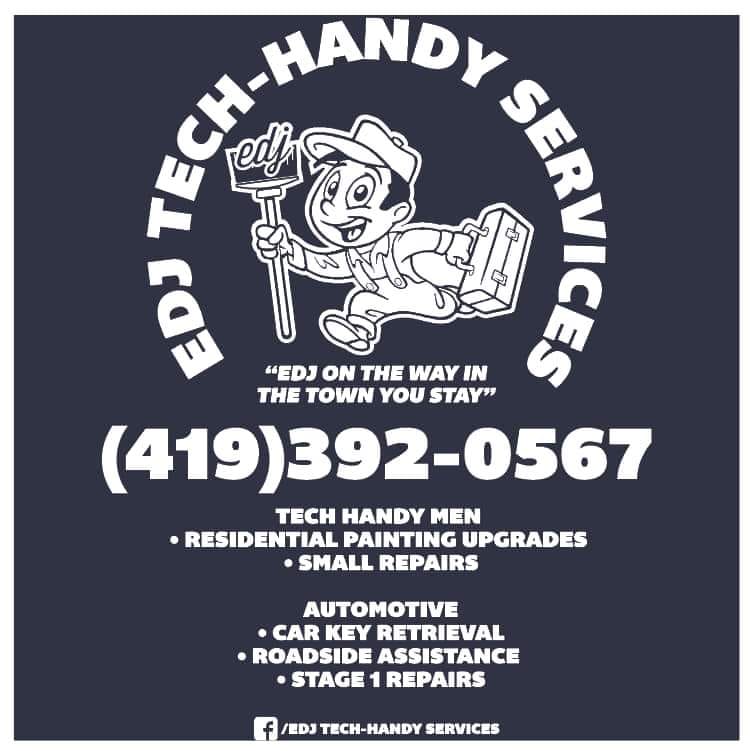 EDJ TECH-HANDY SERVICES
edj
"EDJ ON THE WAY IN
THE TOWN YOU STAY"
(419)392-0567
TECH HANDY MEN
• RESIDENTIAL PAINTING UPGRADES
• SMALL REPAIRS
AUTOMOTIVE
• CAR KEY RETRIEVAL
• ROADSIDE ASSISTANCE
• STAGE 1 REPAIRS
f /EDJ TECH-HANDY SERVICES